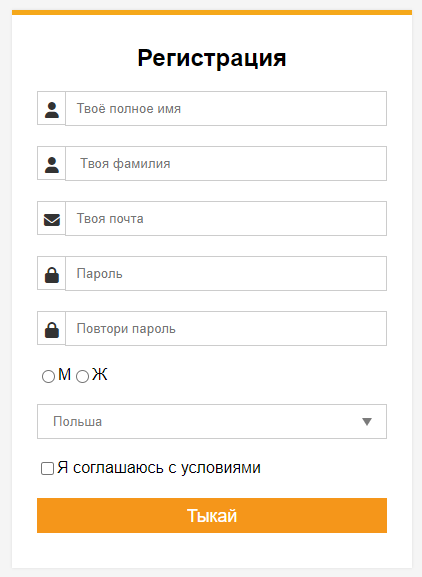 Регистрация
Твоё полное имя
Твоя фамилия
Твоя почта
Пароль
Повтори пароль
М Ж
Польша
Я соглашаюсь с условиями
Тыкай